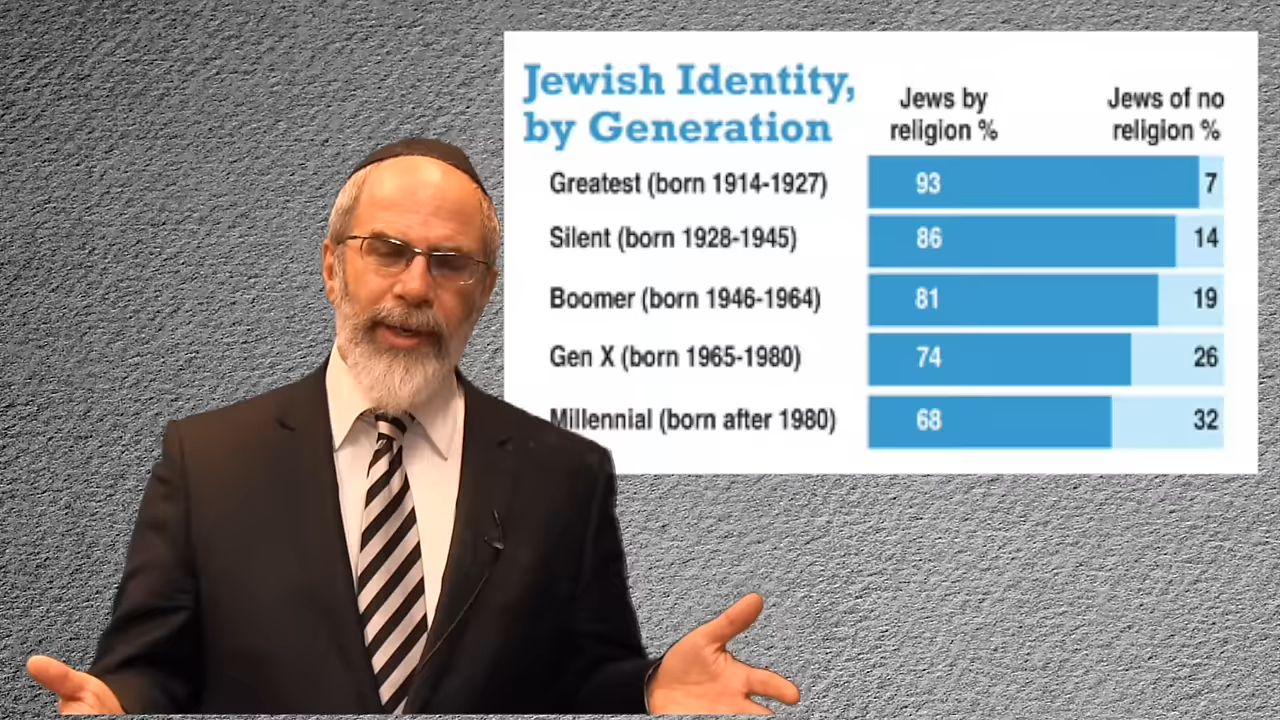 Jewish Identity,
by Generation
Jews by
religion %
Jews of no
religion %
Greatest (born 1914-1927) 93 7
Silent (born 1928-1945) 86 14
Boomer (born 1946-1964) 81 19
Gen X (born 1965-1980) 74 26
Millennial (born after 1980) 68 32